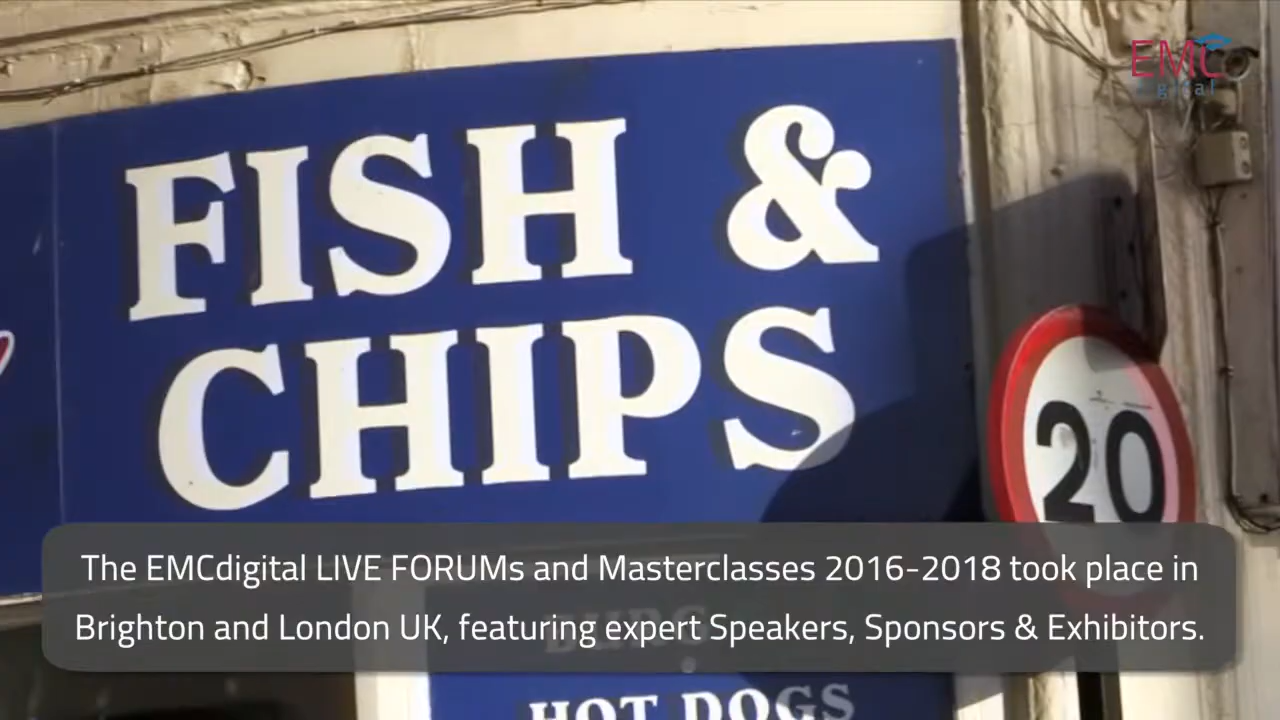 EMC
digital
FISH &
CHIPS
20
The EMCdigital LIVE FORUMs and Masterclasses 2016-2018 took place in
Brighton and London UK, featuring expert Speakers, Sponsors & Exhibitors.
HOT DOGS